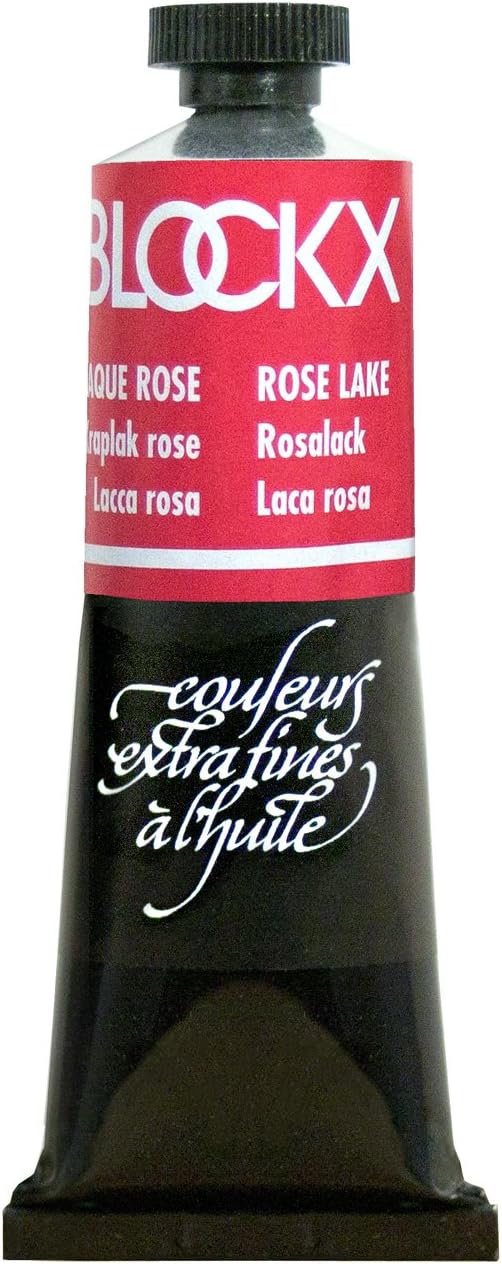 BLOCKX
AQUE ROSE
raplak rose
Lacca rosa
ROSE LAKE
Rosalack
Laca rosa
couleurs
extra fines
à l'huile